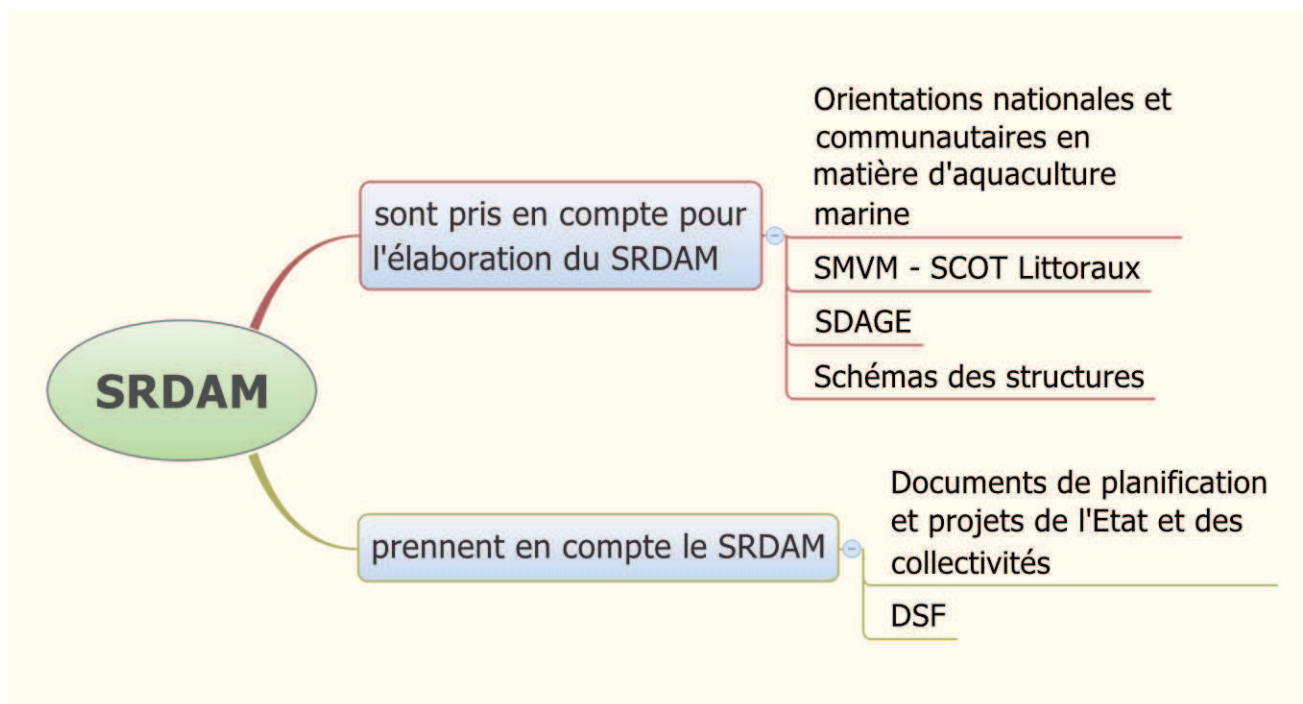 SRDAM
sont pris en compte pour
l'élaboration du SRDAM
Orientations nationales et
communautaires en
matière d'aquaculture
marine
SMVM - SCOT Littoraux
SDAGE
Schémas des structures
prennent en compte le SRDAM
Documents de planification
et projets de l'Etat et des
collectivités
DSF